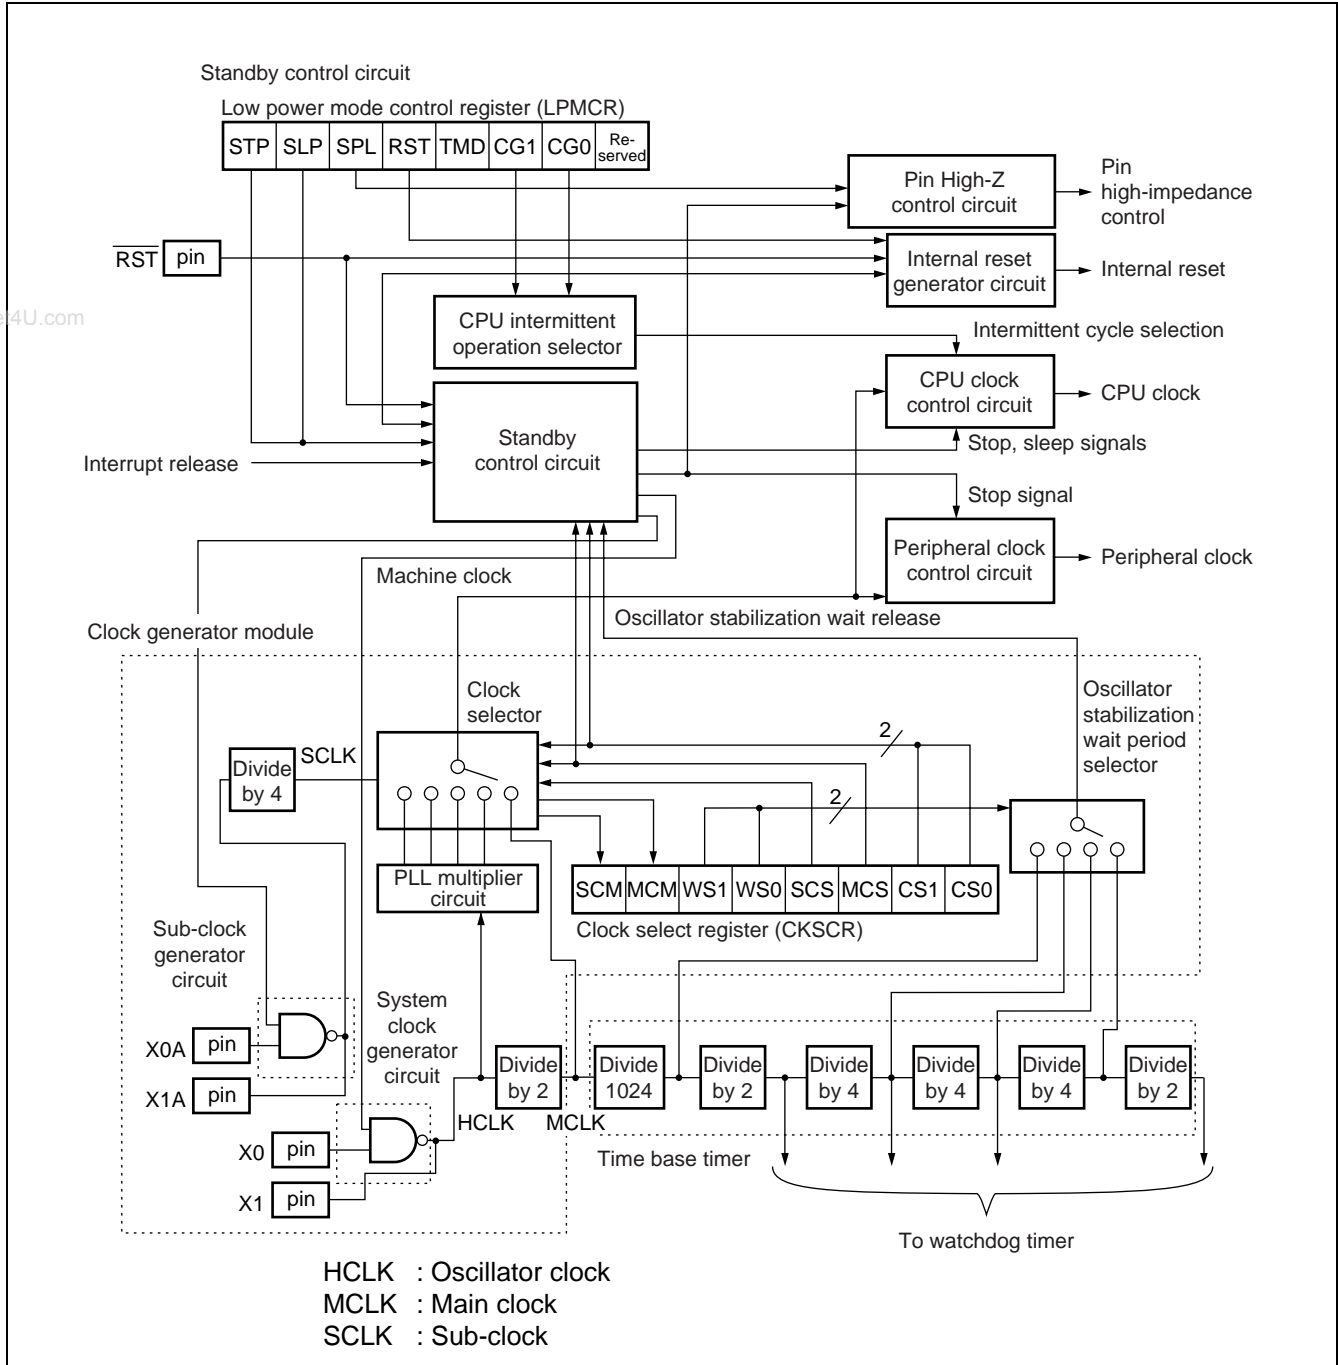 Standby control circuit
Low power mode control register (LPMCR)
STP SLP SPL RST TMD CG1 CG0 Re-
served
Pin High-Z
control circuit
Pin
high-impedance
control
RST pin
Internal reset
generator circuit
Internal reset
et4U.com
CPU intermittent
operation selector
Intermittent cycle selection
CPU clock
control circuit
CPU clock
Standby
control circuit
Stop, sleep signals
Interrupt release
Stop signal
Peripheral clock
control circuit
Peripheral clock
Machine clock
Oscillator stabilization wait release
Clock generator module
Clock
selector
Oscillator
stabilization
wait period
selector
2
SCLK
Divide
by 4
2
PLL multiplier
circuit
SCM MCM WS1 WS0 SCS MCS CS1 CS0
Clock select register (CKSCR)
Sub-clock
generator
circuit
System
clock
generator
circuit
X0A pin
X1A pin
Divide
by 2
Divide
1024
Divide
by 2
Divide
by 4
Divide
by 4
Divide
by 4
Divide
by 2
HCLK MCLK
X0 pin
X1 pin
Time base timer
To watchdog timer
HCLK : Oscillator clock
MCLK : Main clock
SCLK : Sub-clock